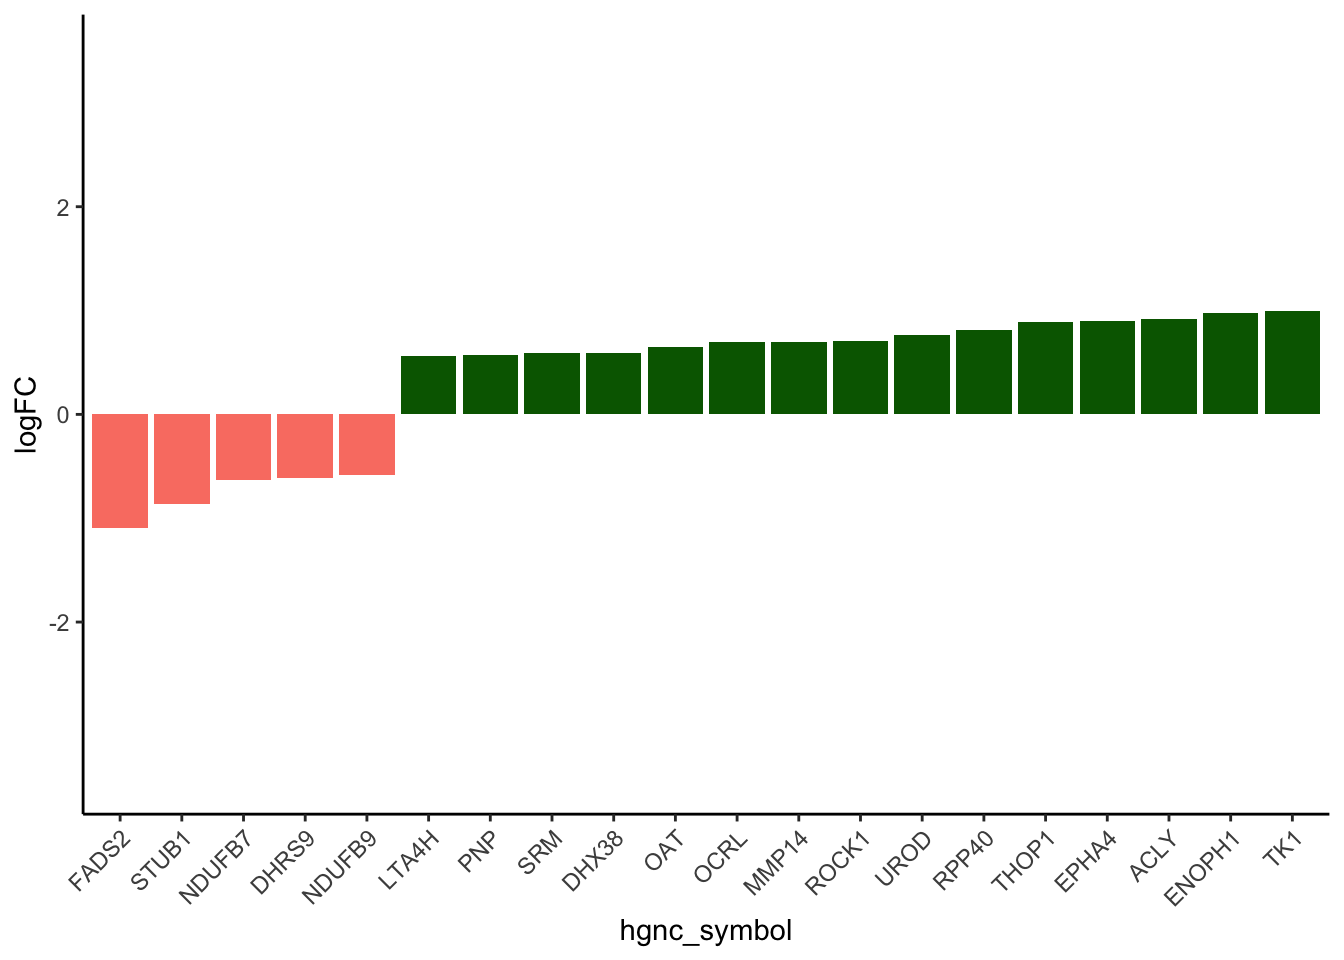 logFC
2
0
-2
FADS2
STUB1
NDUFB7
DHRS9
NDUFB9
LTA4H
PNP
SRM
DHX38
OAT
OCRL
MMP14
ROCK1
UROD
RPP40
THOP1
EPHA4
ACLY
ENOPH1
TK1
hgnc_symbol